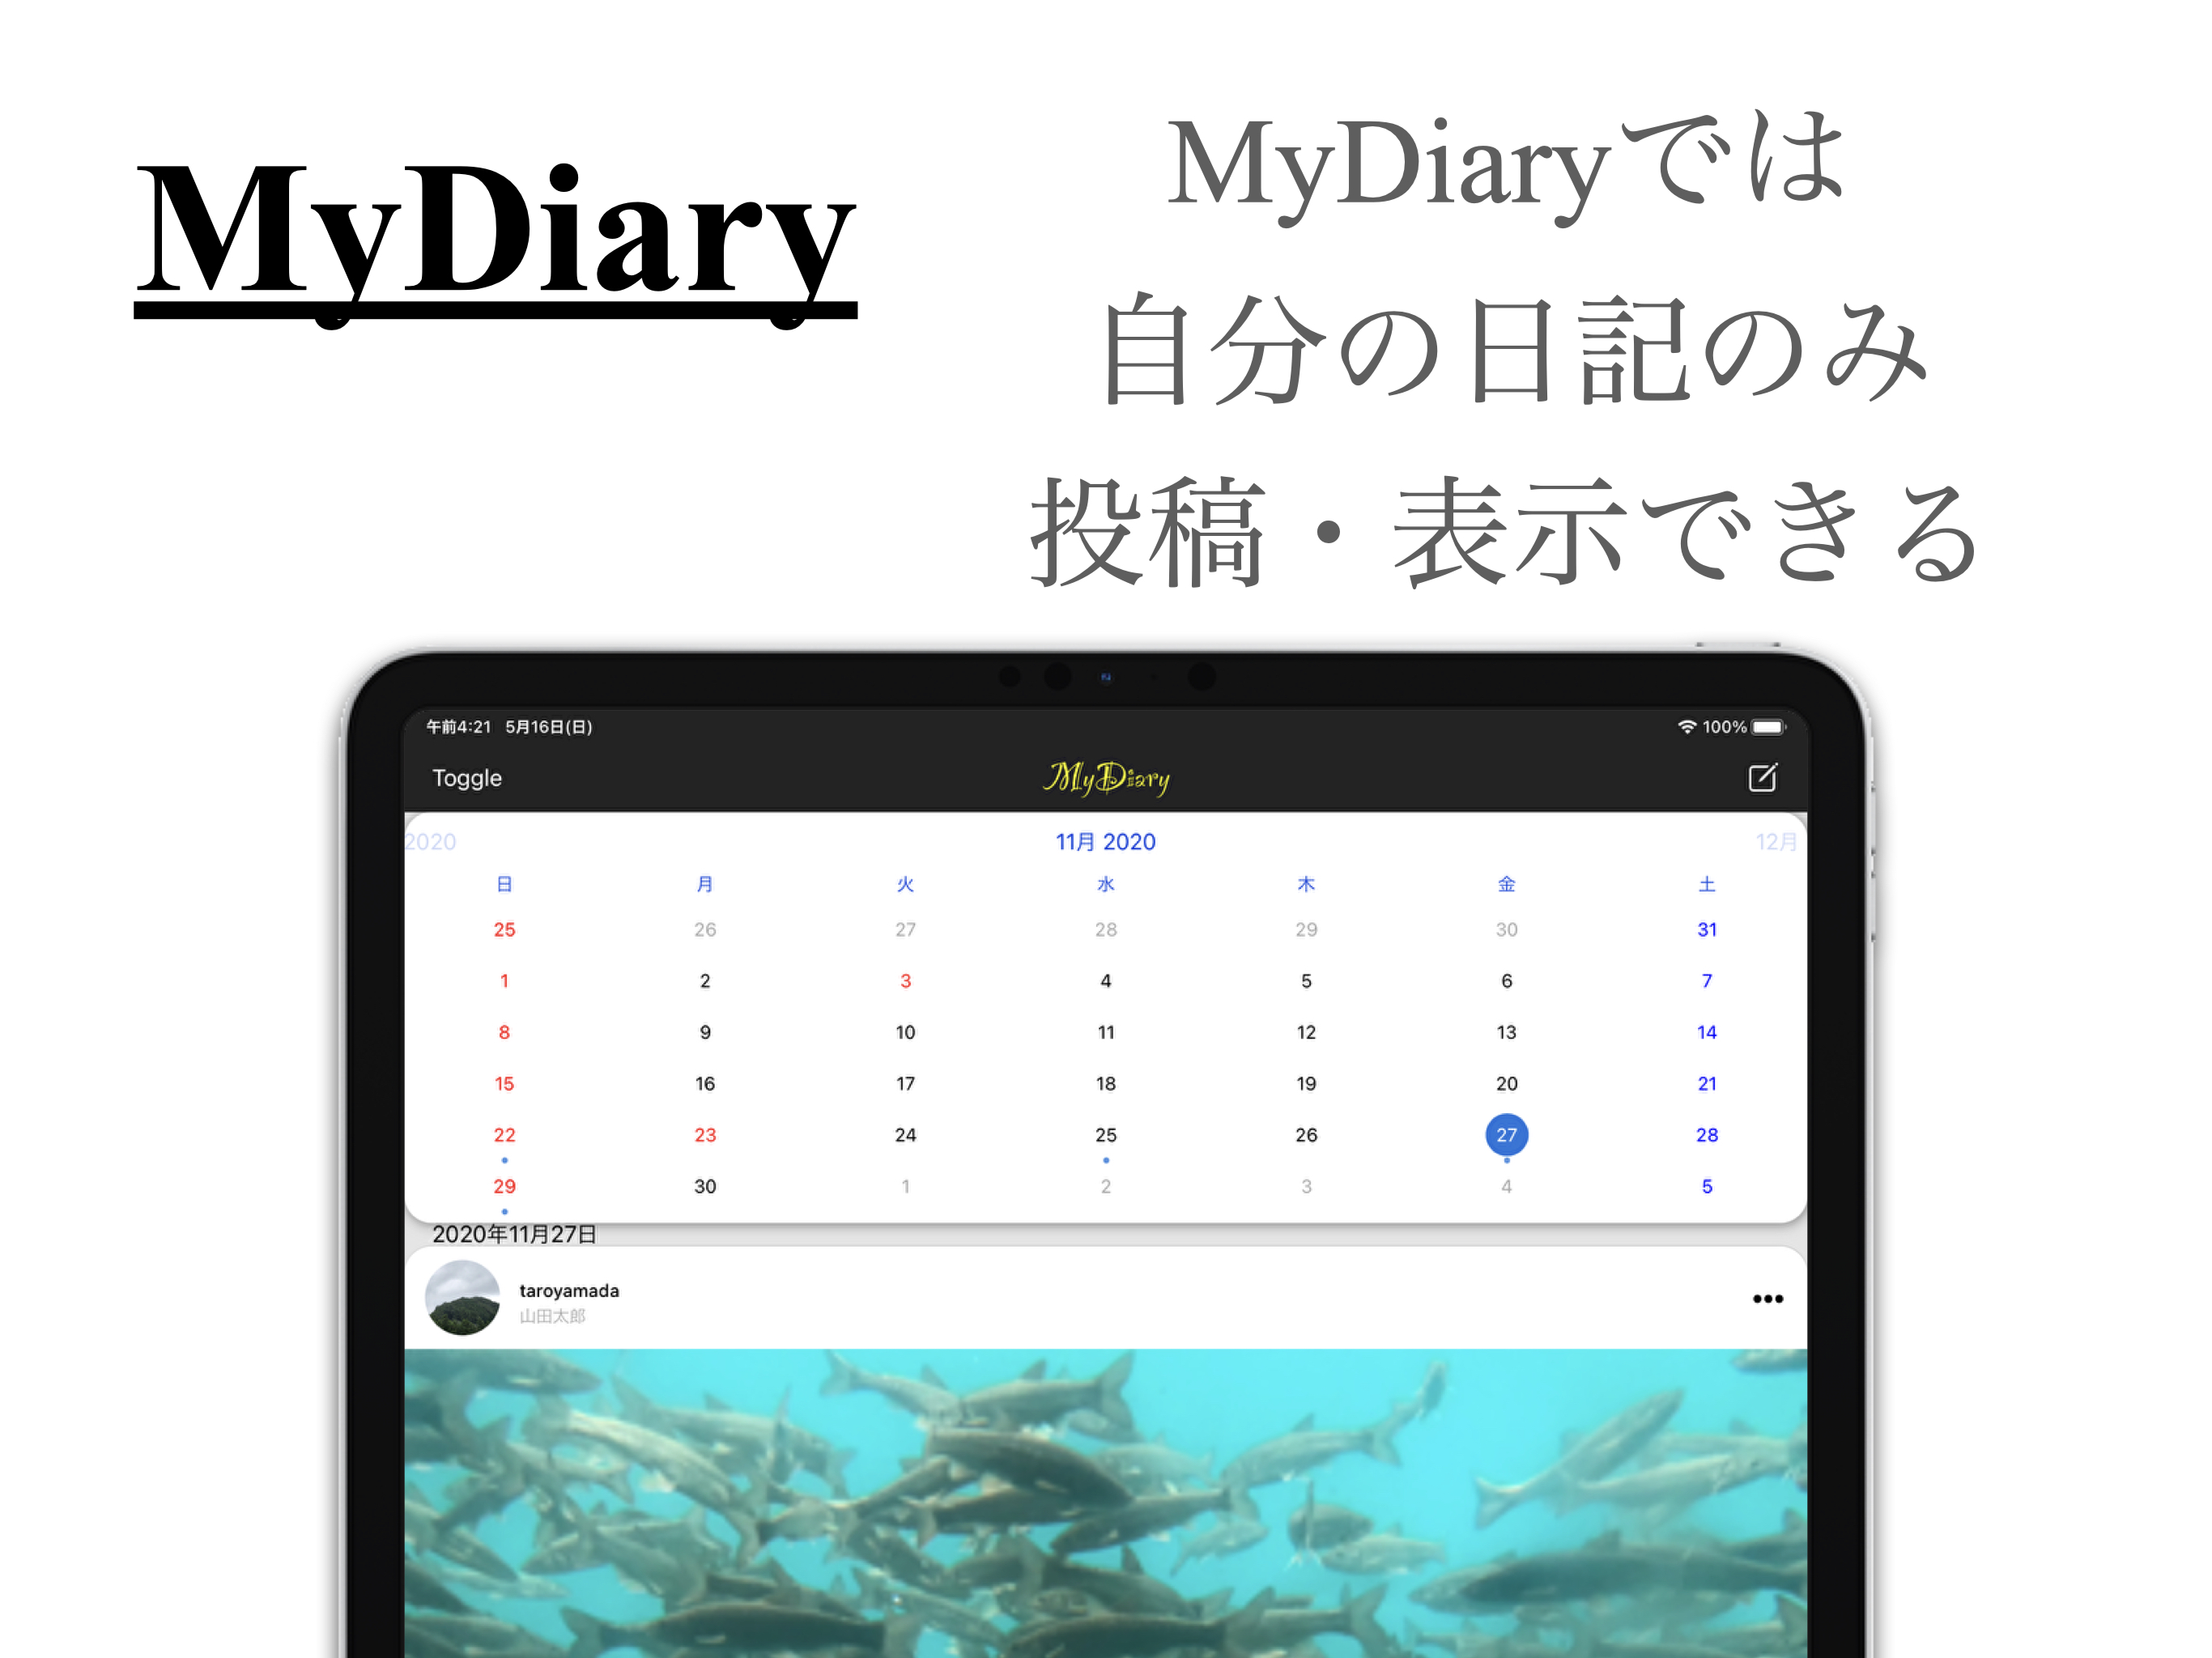 MyDiary
MyDiaryでは
自分の日記のみ
投稿・表示できる
午前4:21 5月16日(日) 100%
Toggle MyDiary
2020 11月 2020 12月
日 月 火 水 木 金 土
25 26 27 28 29 30 31
1 2 3 4 5 6 7
8 9 10 11 12 13 14
15 16 17 18 19 20 21
22 23 24 25 26 27 28
29 30 1 2 3 4 5
2020年11月27日
taroyamada
山田太郎